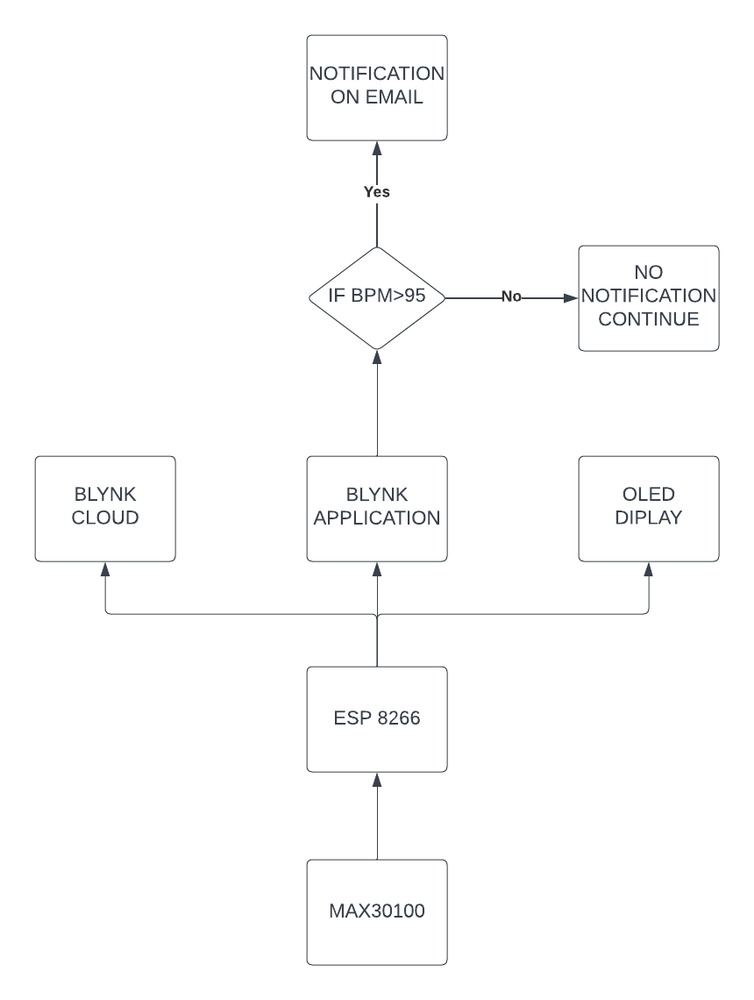 NOTIFICATION
ON EMAIL
Yes
IF BPM>95
No
NO
NOTIFICATION
CONTINUE
BLYNK
CLOUD
BLYNK
APPLICATION
OLED
DIPLAY
ESP 8266
MAX30100